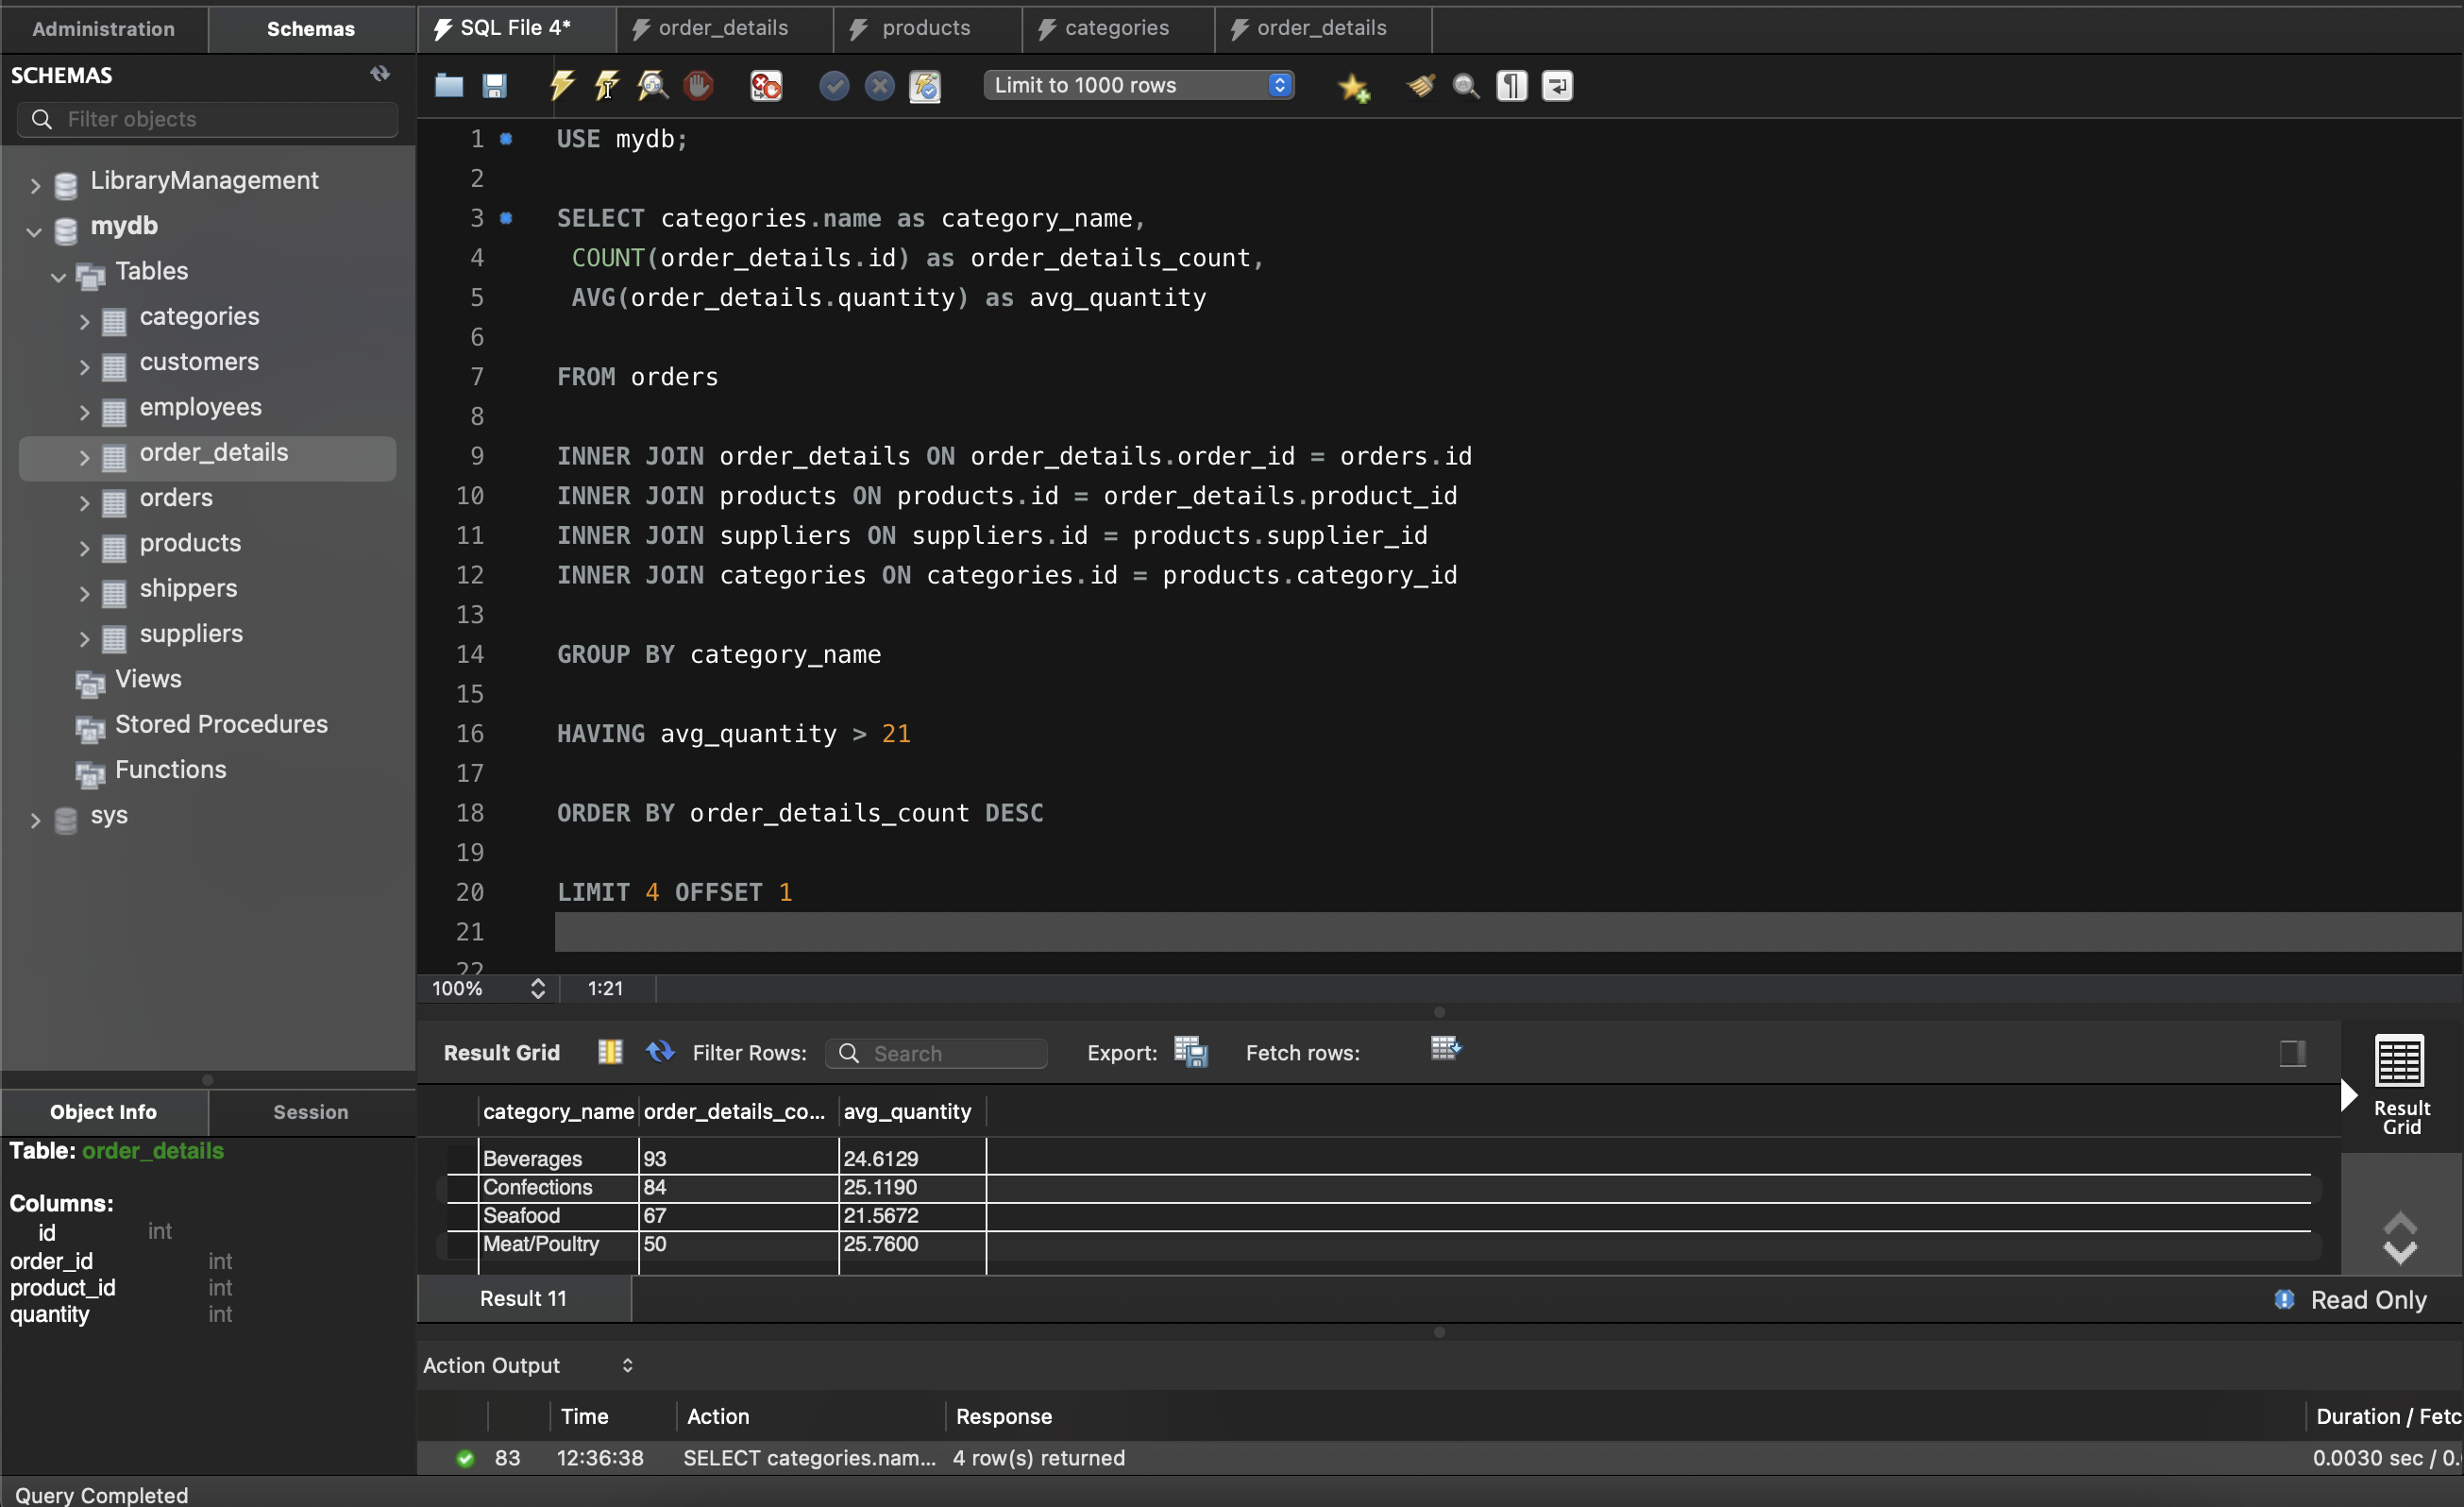 Administration
Schemas
SCHEMAS
Filter objects
LibraryManagement
mydb
Tables
categories
customers
employees
order_details
orders
products
shippers
suppliers
Views
Stored Procedures
Functions
sys
Object Info
Session
Table: order_details
Columns:
id int
order_id int
product_id int
quantity int
SQL File 4*
order_details
products
categories
order_details
Limit to 1000 rows
1 USE mydb;
2
3 SELECT categories.name as category_name,
4 COUNT(order_details.id) as order_details_count,
5 AVG(order_details.quantity) as avg_quantity
6
7 FROM orders
8
9 INNER JOIN order_details ON order_details.order_id = orders.id
10 INNER JOIN products ON products.id = order_details.product_id
11 INNER JOIN suppliers ON suppliers.id = products.supplier_id
12 INNER JOIN categories ON categories.id = products.category_id
13
14 GROUP BY category_name
15
16 HAVING avg_quantity > 21
17
18 ORDER BY order_details_count DESC
19
20 LIMIT 4 OFFSET 1
21
22
100% 1:21
Result Grid Filter Rows: Search Export: Fetch rows:
category_name order_details_co... avg_quantity
Beverages 93 24.6129
Confections 84 25.1190
Seafood 67 21.5672
Meat/Poultry 50 25.7600
Result
Grid
Result 11
Read Only
Action Output
Time Action Response Duration / Fetc
83 12:36:38 SELECT categories.nam... 4 row(s) returned 0.0030 sec / 0.
Query Completed